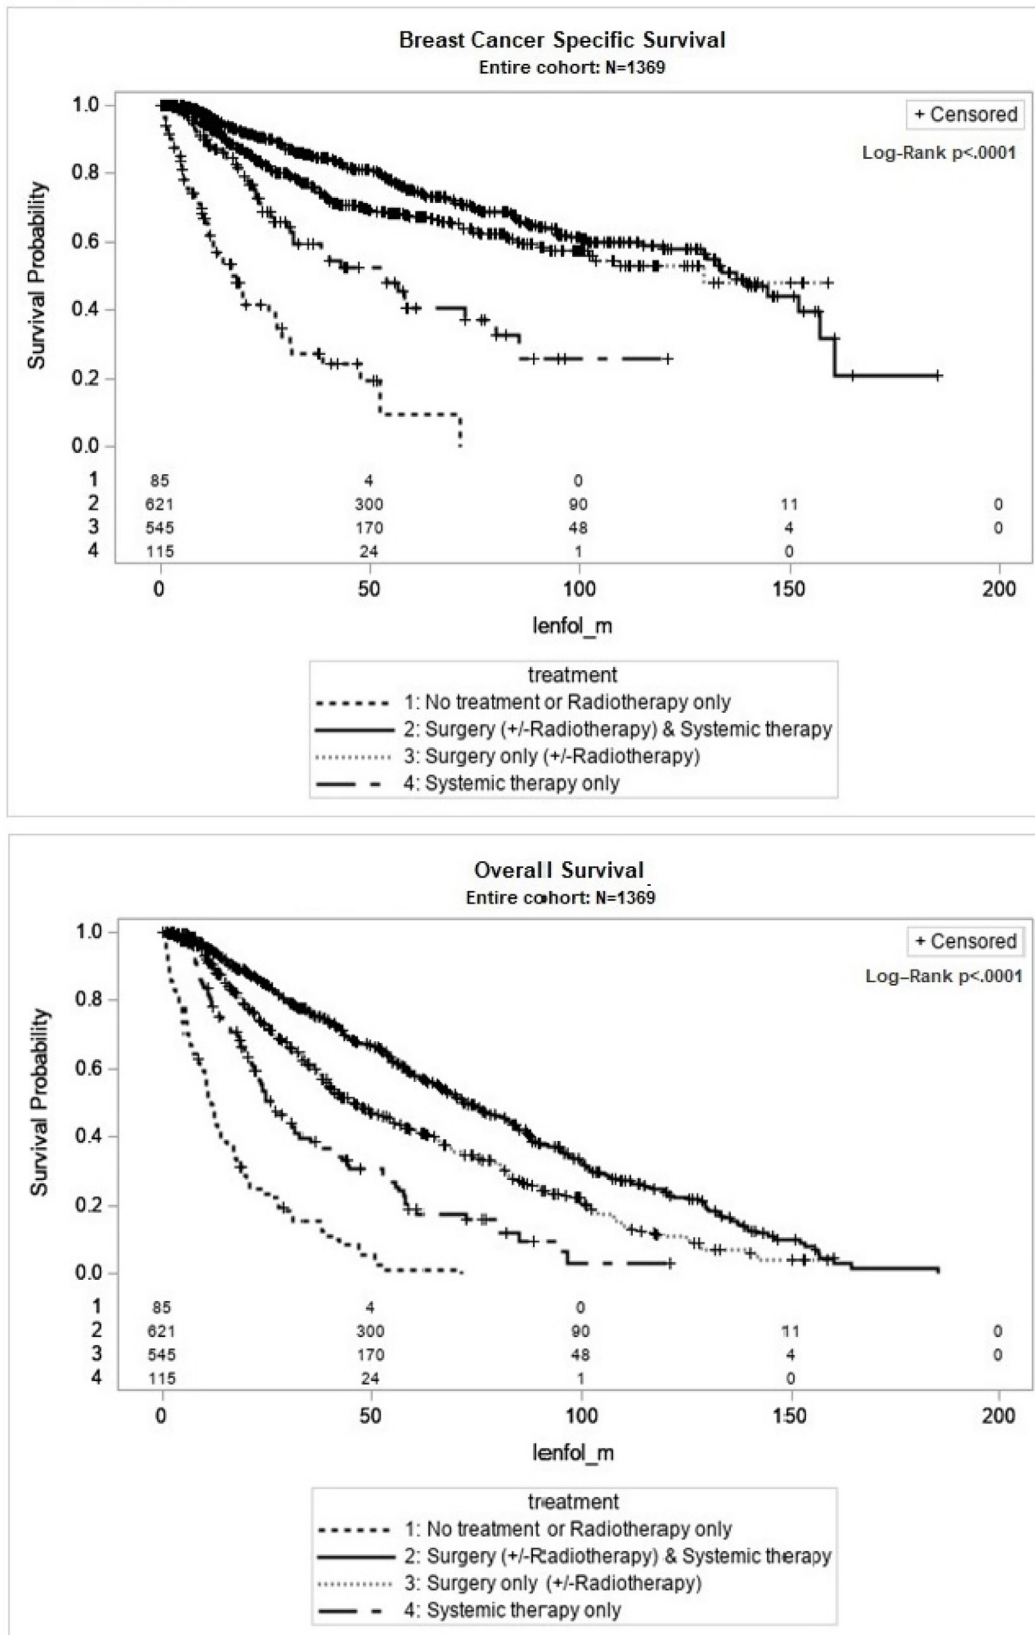 Breast Cancer Specific Survival
Entire cohort: N=1369
+ Censored
Log-Rank p<.0001
Survival Probability
1.0
0.8
0.6
0.4
0.2
0.0
1 85 4 0
2 621 300 90 11 0
3 545 170 48 4 0
4 115 24 1 0
0 50 100 150 200
lenfol_m
treatment
1: No treatment or Radiotherapy only
2: Surgery (+/-Radiotherapy) & Systemic therapy
3: Surgery only (+/-Radiotherapy)
4: Systemic therapy only
Overall Survival
Entire cohort: N=1369
+ Censored
Log-Rank p<.0001
Survival Probability
1.0
0.8
0.6
0.4
0.2
0.0
1 85 4 0
2 621 300 90 11 0
3 545 170 48 4 0
4 115 24 1 0
0 50 100 150 200
lenfol_m
treatment
1: No treatment or Radiotherapy only
2: Surgery (+/-Radiotherapy) & Systemic therapy
3: Surgery only (+/-Radiotherapy)
4: Systemic therapy only